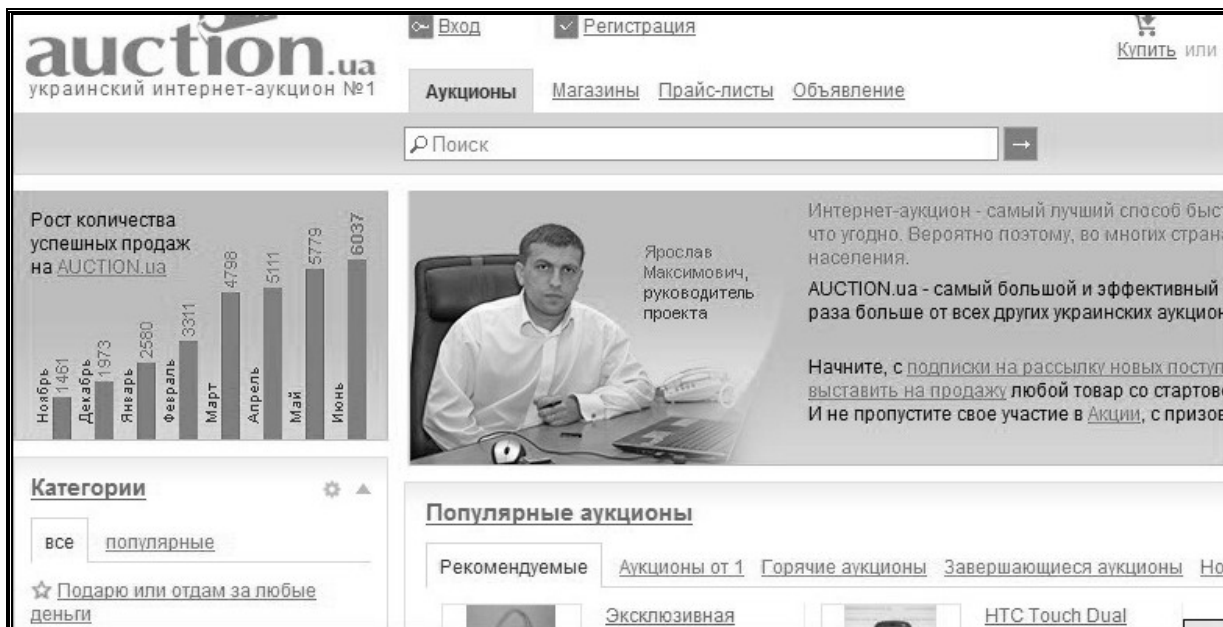 auction.ua
украинский интернет-аукцион №1
Вход
Регистрация
Купить или
Аукционы
Магазины
Прайс-листы
Объявление
Поиск
Рост количества
успешных продаж
на AUCTION.ua
Ноябрь 1461
Декабрь 1973
Январь 2580
Февраль 3311
Март 4798
Апрель 5111
Май 5779
Июнь 6037
Ярослав
Максимович,
руководитель
проекта
Интернет-аукцион - самый лучший способ быс
что угодно. Вероятно поэтому, во многих стран
населения.
AUCTION.ua - самый большой и эффективный
раза больше от всех других украинских аукцион
Начните, с подписки на рассылку новых поступ
выставить на продажу любой товар со стартов
И не пропустите свое участие в Акции, с призов
Категории
все
популярные
Подарю или отдам за любые
деньги
Популярные аукционы
Рекомендуемые
Аукционы от 1
Горячие аукционы
Завершающиеся аукционы
Но
Эксклюзивная
HTC Touch Dual